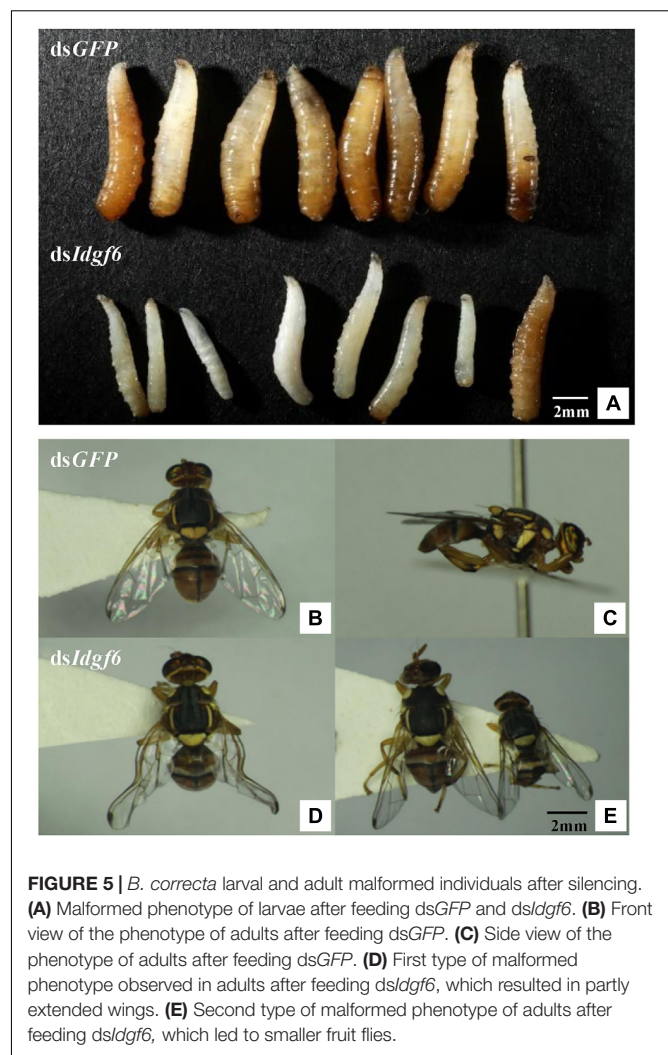 dsGFP
dsIdgf6
2mm
A
dsGFP
B
C
dsIdgf6
D
2mm
E
FIGURE 5 | B. correcta larval and adult malformed individuals after silencing.
(A) Malformed phenotype of larvae after feeding dsGFP and dsIdgf6. (B) Front
view of the phenotype of adults after feeding dsGFP. (C) Side view of the
phenotype of adults after feeding dsGFP. (D) First type of malformed
phenotype observed in adults after feeding dsIdgf6, which resulted in partly
extended wings. (E) Second type of malformed phenotype of adults after
feeding dsIdgf6, which led to smaller fruit flies.